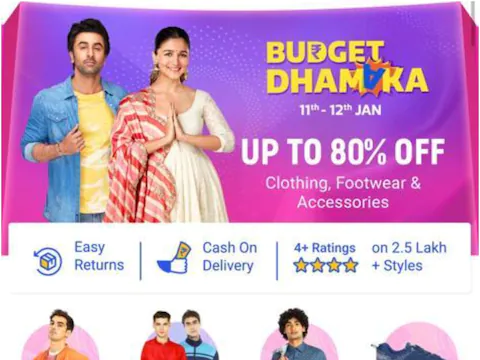 BUDGET
DHAMAKA
11th - 12th JAN
UP TO 80% OFF
Clothing, Footwear &
Accessories
Easy
Returns
Cash On
Delivery
4+ Ratings
on 2.5 Lakh
+ Styles